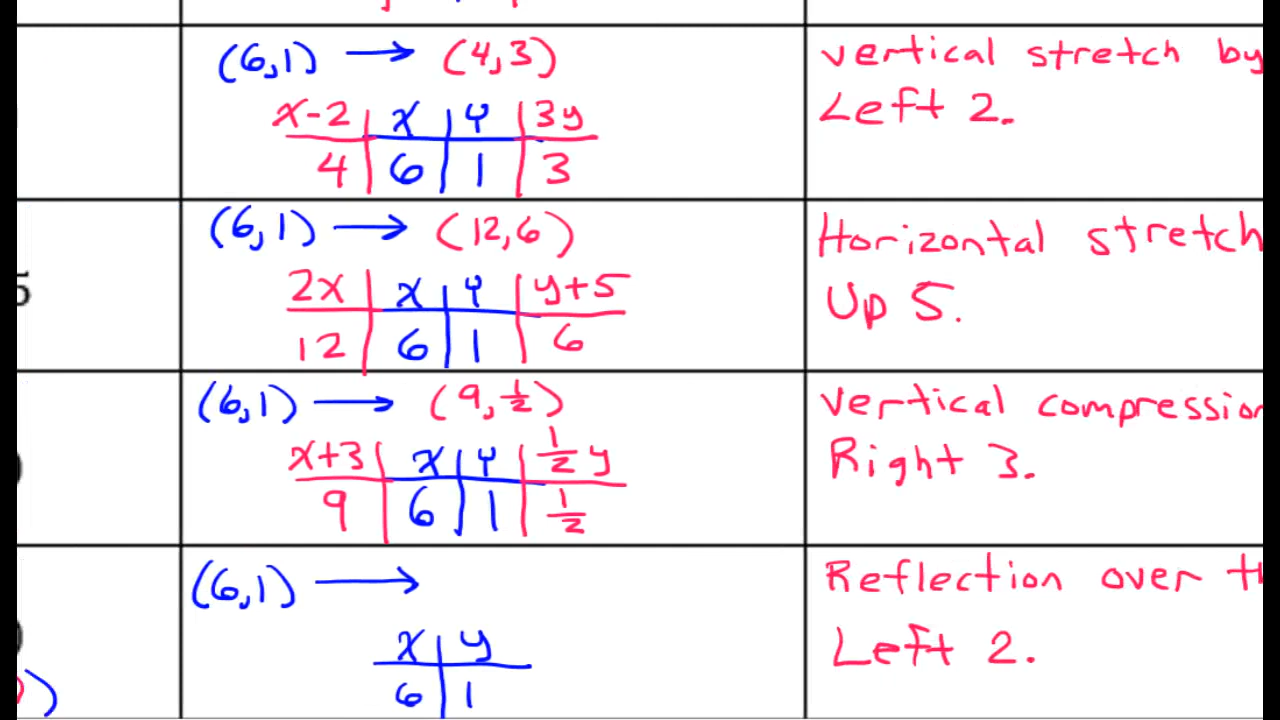 (6,1) → (4,3)
x-2 | x | y | 3y
4 | 6 | 1 | 3
vertical stretch by
Left 2.
5
(6,1) → (12,6)
2x | x | y | y+5
12 | 6 | 1 | 6
Horizontal stretch
Up 5.
(6,1) → (9,½)
x+3 | x | y | ½y
9 | 6 | 1 | ½
)
vertical compression
Right 3.
(6,1) →
x | y
6 | 1
)
)
Reflection over
Left 2.